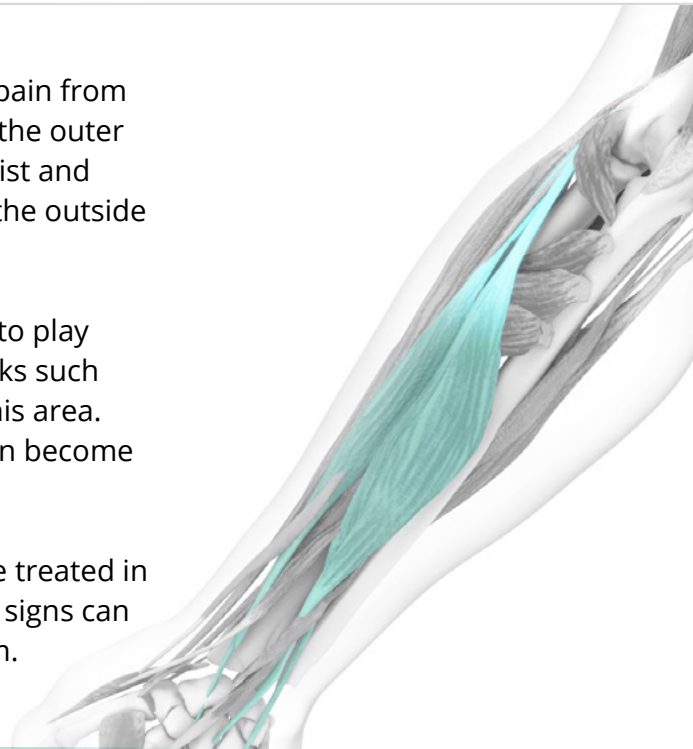 pain from
the outer
ist and
the outside
to play
ks such
his area.
n become
e treated in
signs can
n.